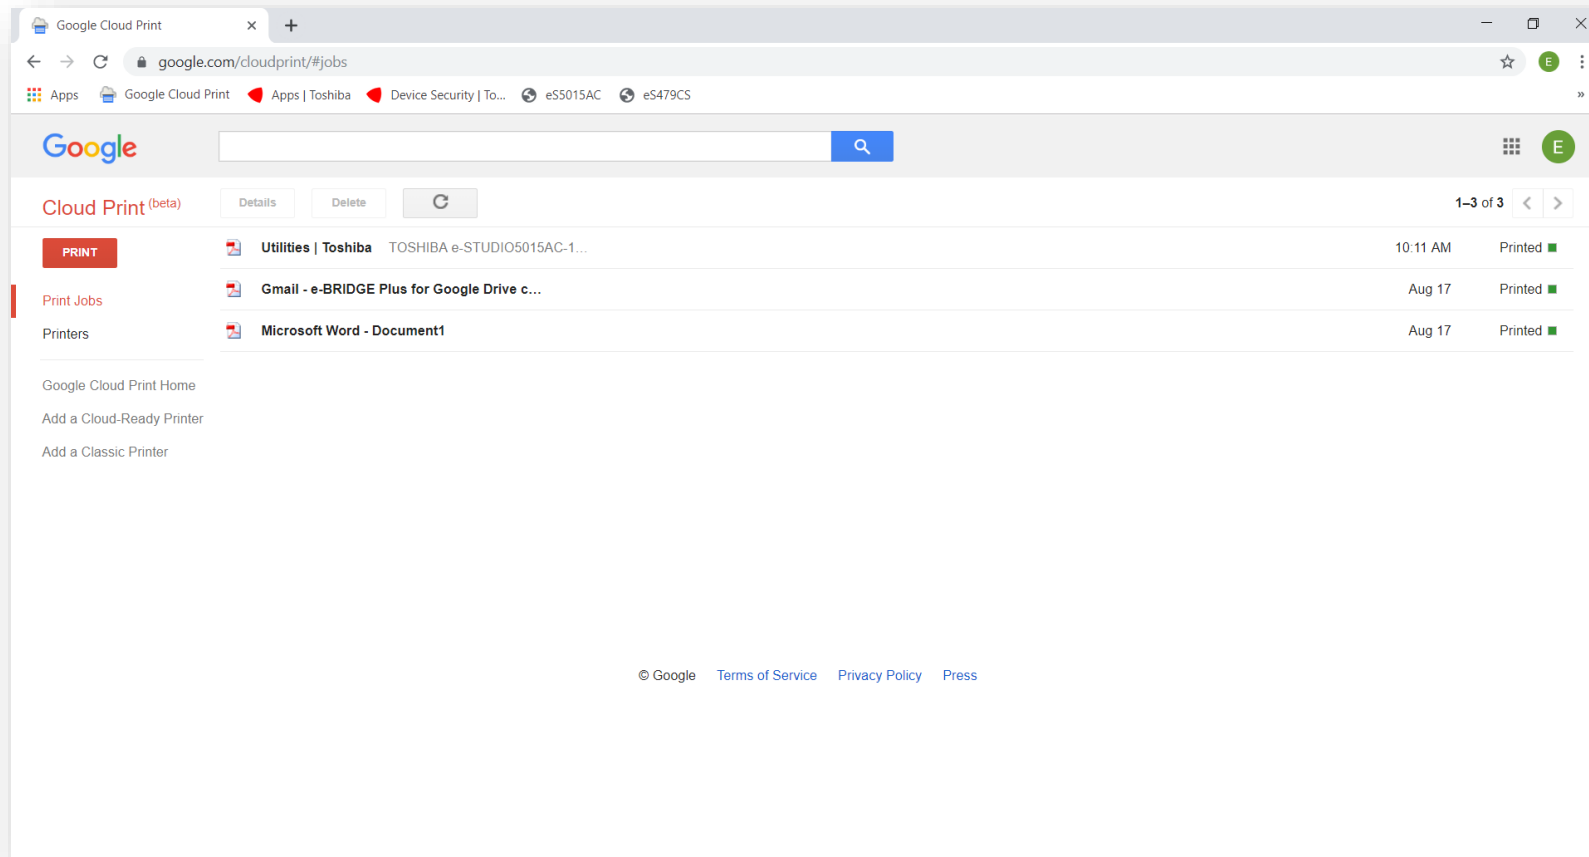 Google Cloud Print
google.com/cloudprint/#jobs
E
Apps Google Cloud Print Apps | Toshiba Device Security | To... eS5015AC eS479CS »
Google
E
Cloud Print (beta) Details Delete 1–3 of 3
PRINT
Utilities | Toshiba TOSHIBA e-STUDIO5015AC-1... 10:11 AM Printed
Gmail - e-BRIDGE Plus for Google Drive c... Aug 17 Printed
Print Jobs
Microsoft Word - Document1 Aug 17 Printed
Printers
Google Cloud Print Home
Add a Cloud-Ready Printer
Add a Classic Printer
© Google Terms of Service Privacy Policy Press